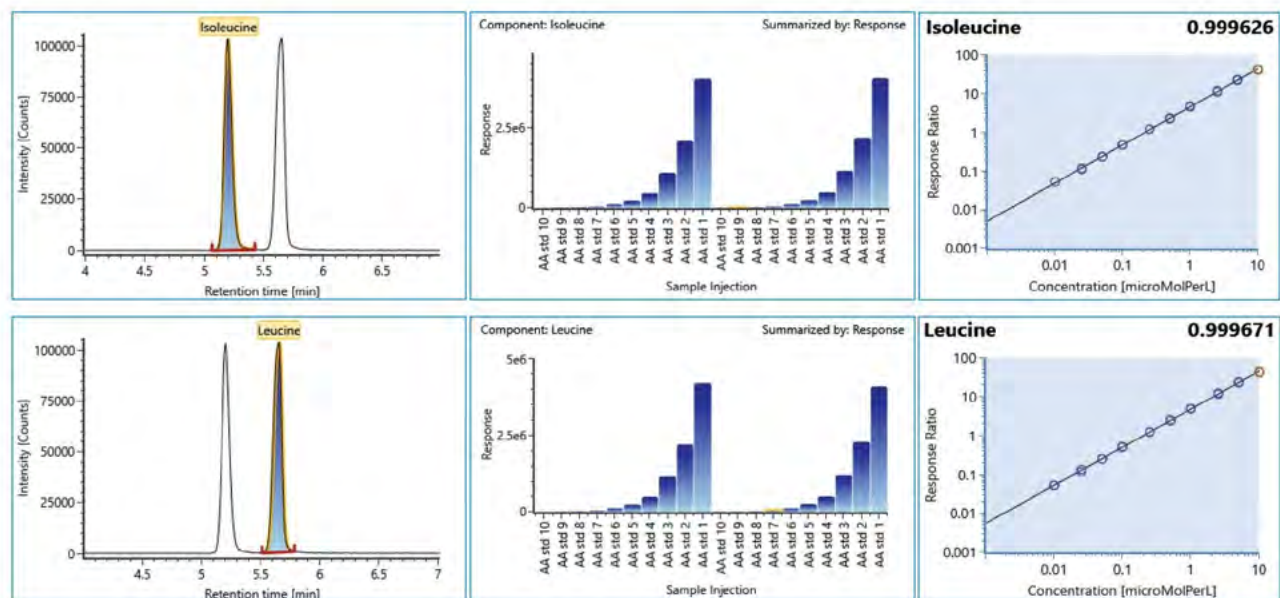 Isoleucine
100000
75000
50000
25000
0
Intensity [Counts]
4 4.5 5 5.5 6 6.5
Retention time [min]
Component: Isoleucine Summarized by: Response
2.5e6
0
Response
AA std 10
AA std 9
AA std 8
AA std 7
AA std 6
AA std 5
AA std 4
AA std 3
AA std 2
AA std 1
AA std 10
AA std 9
AA std 8
AA std 7
AA std 6
AA std 5
AA std 4
AA std 3
AA std 2
AA std 1
Sample Injection
Isoleucine 0.999626
100
10
1
0.1
0.01
0.001
Response Ratio
0.01 0.1 1 10
Concentration [microMolPerL]
Leucine
100000
75000
50000
25000
0
Intensity [Counts]
4.5 5 5.5 6 6.5 7
Retention time [min]
Component: Leucine Summarized by: Response
5e6
2.5e6
0
Response
AA std 10
AA std 9
AA std 8
AA std 7
AA std 6
AA std 5
AA std 4
AA std 3
AA std 2
AA std 1
AA std 10
AA std 9
AA std 8
AA std 7
AA std 6
AA std 5
AA std 4
AA std 3
AA std 2
AA std 1
Sample Injection
Leucine 0.999671
100
10
1
0.1
0.01
0.001
Response Ratio
0.01 0.1 1 10
Concentration [microMolPerL]